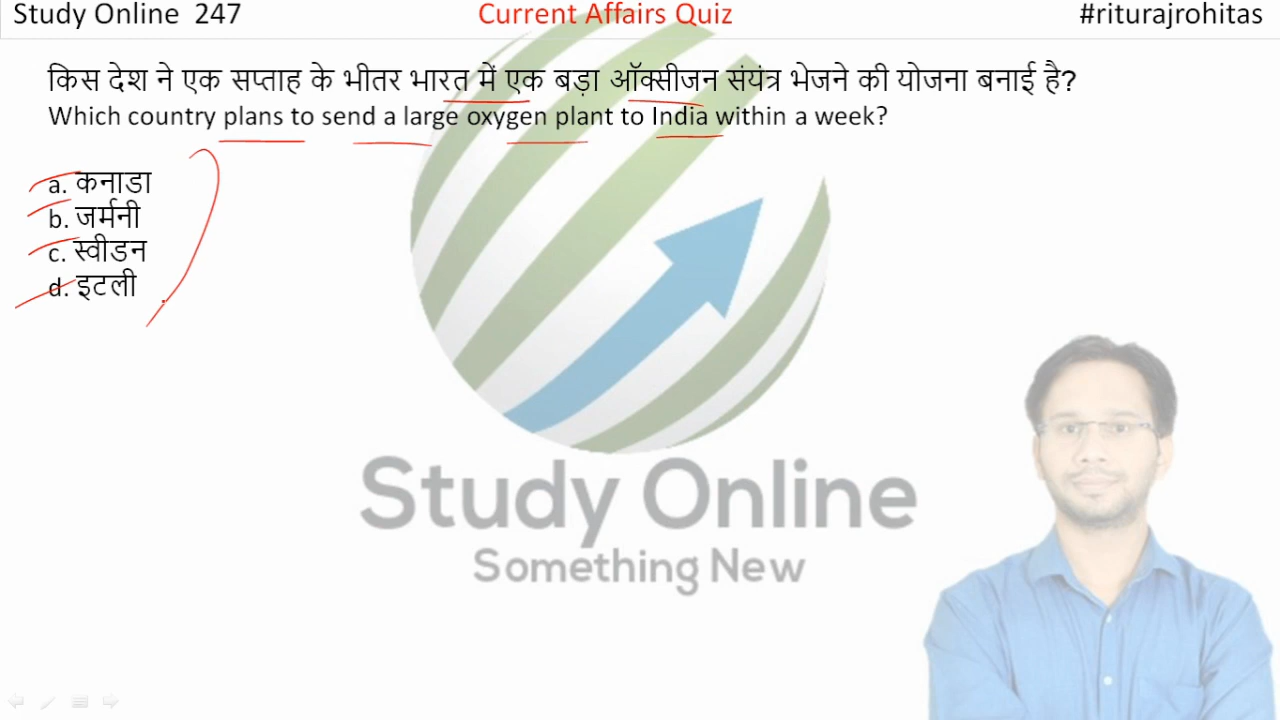 Study Online 247
Current Affairs Quiz
#riturajrohitas
किस देश ने एक सप्ताह के भीतर भारत में एक बड़ा ऑक्सीजन संयंत्र भेजने की योजना बनाई है?
Which country plans to send a large oxygen plant to India within a week?
a. कनाडा
b. जर्मनी
c. स्वीडन
d. इटली
Study Online
Something New